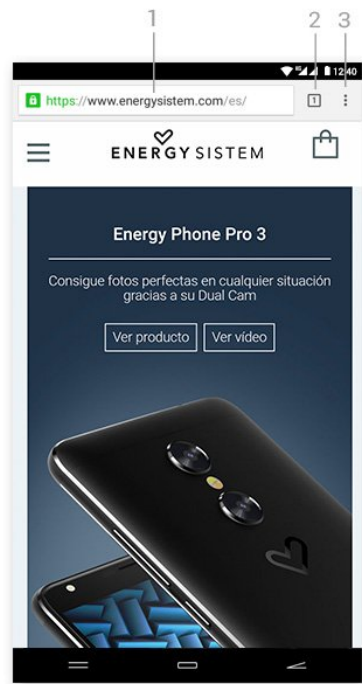 1 2 3
12:40
https://www.energysistem.com/es/ 1
ENERGY SISTEM
Energy Phone Pro 3
Consigue fotos perfectas en cualquier situación
gracias a su Dual Cam
Ver producto Ver vídeo